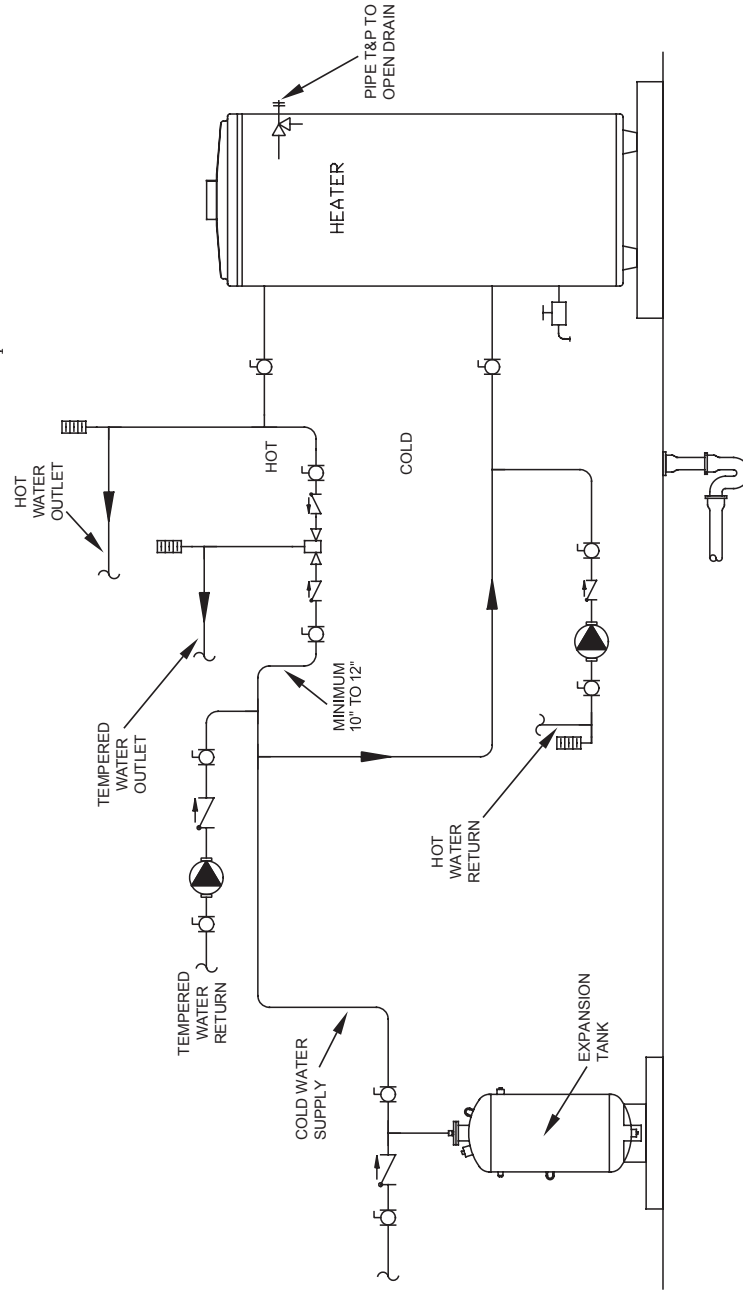 PIPE T&P TO
OPEN DRAIN
HEATER
HOT
WATER
OUTLET
HOT
COLD
TEMPERED
WATER
OUTLET
MINIMUM
10" TO 12"
HOT
WATER
RETURN
TEMPERED
WATER
RETURN
COLD WATER
SUPPLY
EXPANSION
TANK